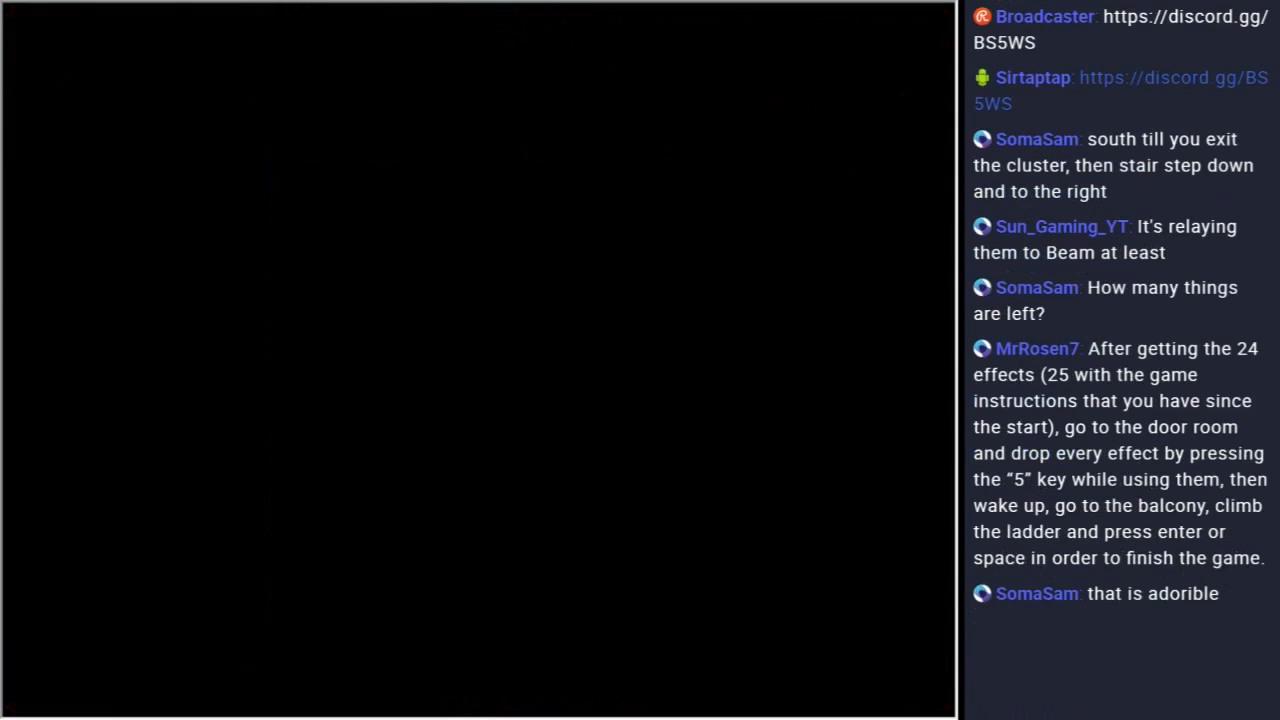 Broadcaster: https://discord.gg/
BS5WS
Sirtaptap: https://discord gg/BS
5WS
SomaSam: south till you exit
the cluster, then stair step down
and to the right
Sun_Gaming_YT: It's relaying
them to Beam at least
SomaSam: How many things
are left?
MrRosen7: After getting the 24
effects (25 with the game
instructions that you have since
the start), go to the door room
and drop every effect by pressing
the “5” key while using them, then
wake up, go to the balcony, climb
the ladder and press enter or
space in order to finish the game.
SomaSam: that is adorible